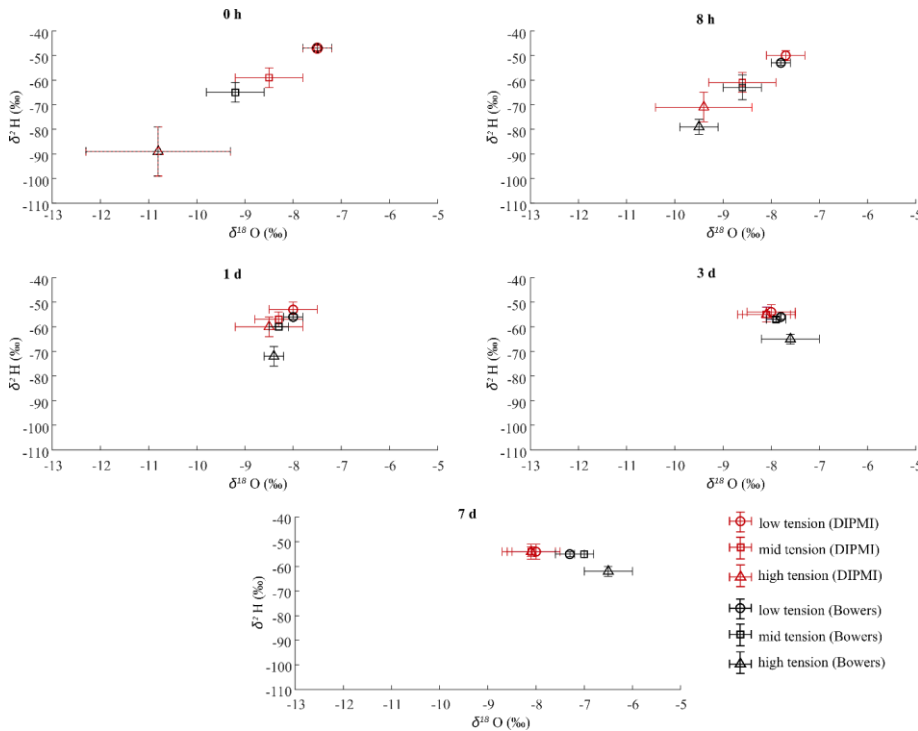 0 h
-40
-50
-60
-70
-80
-90
-100
-110
-13 -12 -11 -10 -9 -8 -7 -6 -5
δ² H (‰)
δ¹⁸ O (‰)
8 h
-40
-50
-60
-70
-80
-90
-100
-110
-13 -12 -11 -10 -9 -8 -7 -6 -5
δ² H (‰)
δ¹⁸ O (‰)
1 d
-40
-50
-60
-70
-80
-90
-100
-110
-13 -12 -11 -10 -9 -8 -7 -6 -5
δ² H (‰)
δ¹⁸ O (‰)
3 d
-40
-50
-60
-70
-80
-90
-100
-110
-13 -12 -11 -10 -9 -8 -7 -6 -5
δ² H (‰)
δ¹⁸ O (‰)
7 d
-40
-50
-60
-70
-80
-90
-100
-110
-13 -12 -11 -10 -9 -8 -7 -6 -5
δ² H (‰)
δ¹⁸ O (‰)
low tension (DIPMI)
mid tension (DIPMI)
high tension (DIPMI)
low tension (Bowers)
mid tension (Bowers)
high tension (Bowers)